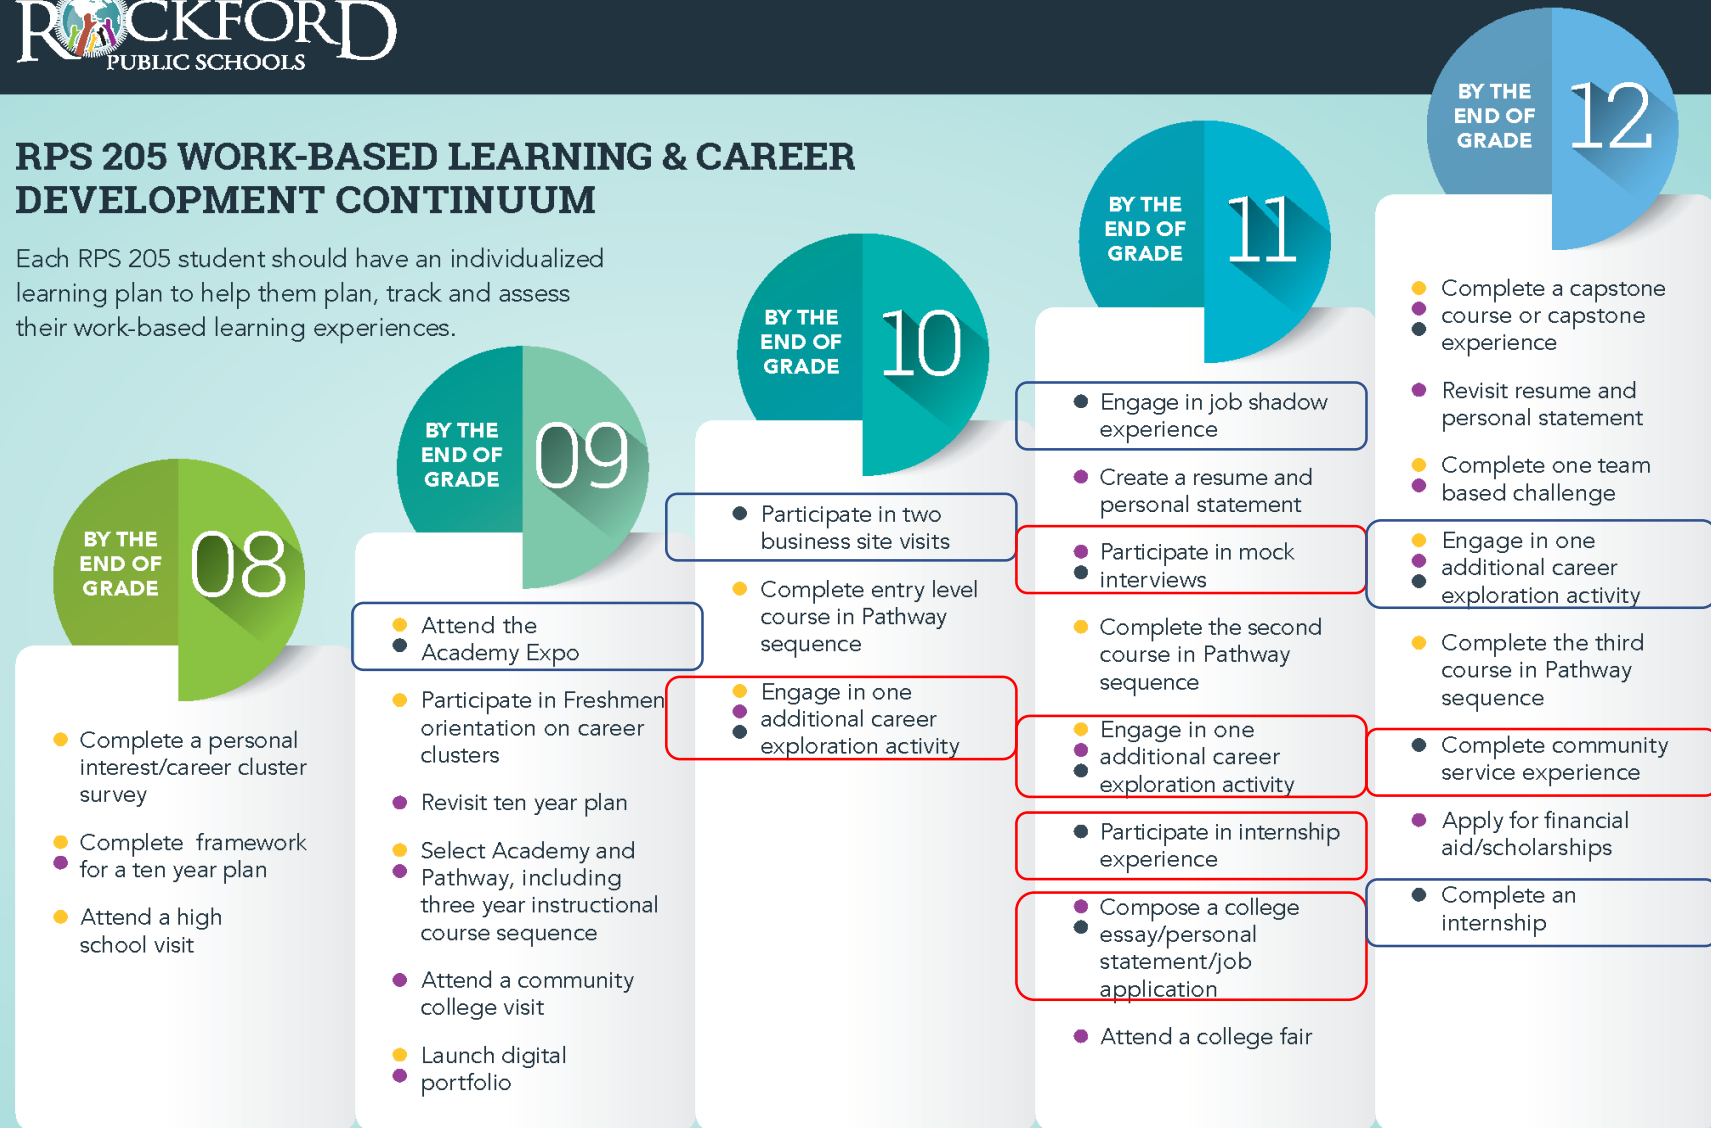 ROCKFORD
PUBLIC SCHOOLS
RPS 205 WORK-BASED LEARNING & CAREER
DEVELOPMENT CONTINUUM
Each RPS 205 student should have an individualized
learning plan to help them plan, track and assess
their work-based learning experiences.
BY THE
END OF
GRADE
08
Complete a personal
interest/career cluster
survey
Complete framework
for a ten year plan
Attend a high
school visit
BY THE
END OF
GRADE
09
Attend the
Academy Expo
Participate in Freshmen
orientation on career
clusters
Revisit ten year plan
Select Academy and
Pathway, including
three year instructional
course sequence
Attend a community
college visit
Launch digital
portfolio
BY THE
END OF
GRADE
10
Participate in two
business site visits
Complete entry level
course in Pathway
sequence
Engage in one
additional career
exploration activity
BY THE
END OF
GRADE
11
Engage in job shadow
experience
Create a resume and
personal statement
Participate in mock
interviews
Complete the second
course in Pathway
sequence
Engage in one
additional career
exploration activity
Participate in internship
experience
Compose a college
essay/personal
statement/job
application
Attend a college fair
BY THE
END OF
GRADE
12
Complete a capstone
course or capstone
experience
Revisit resume and
personal statement
Complete one team
based challenge
Engage in one
additional career
exploration activity
Complete the third
course in Pathway
sequence
Complete community
service experience
Apply for financial
aid/scholarships
Complete an
internship